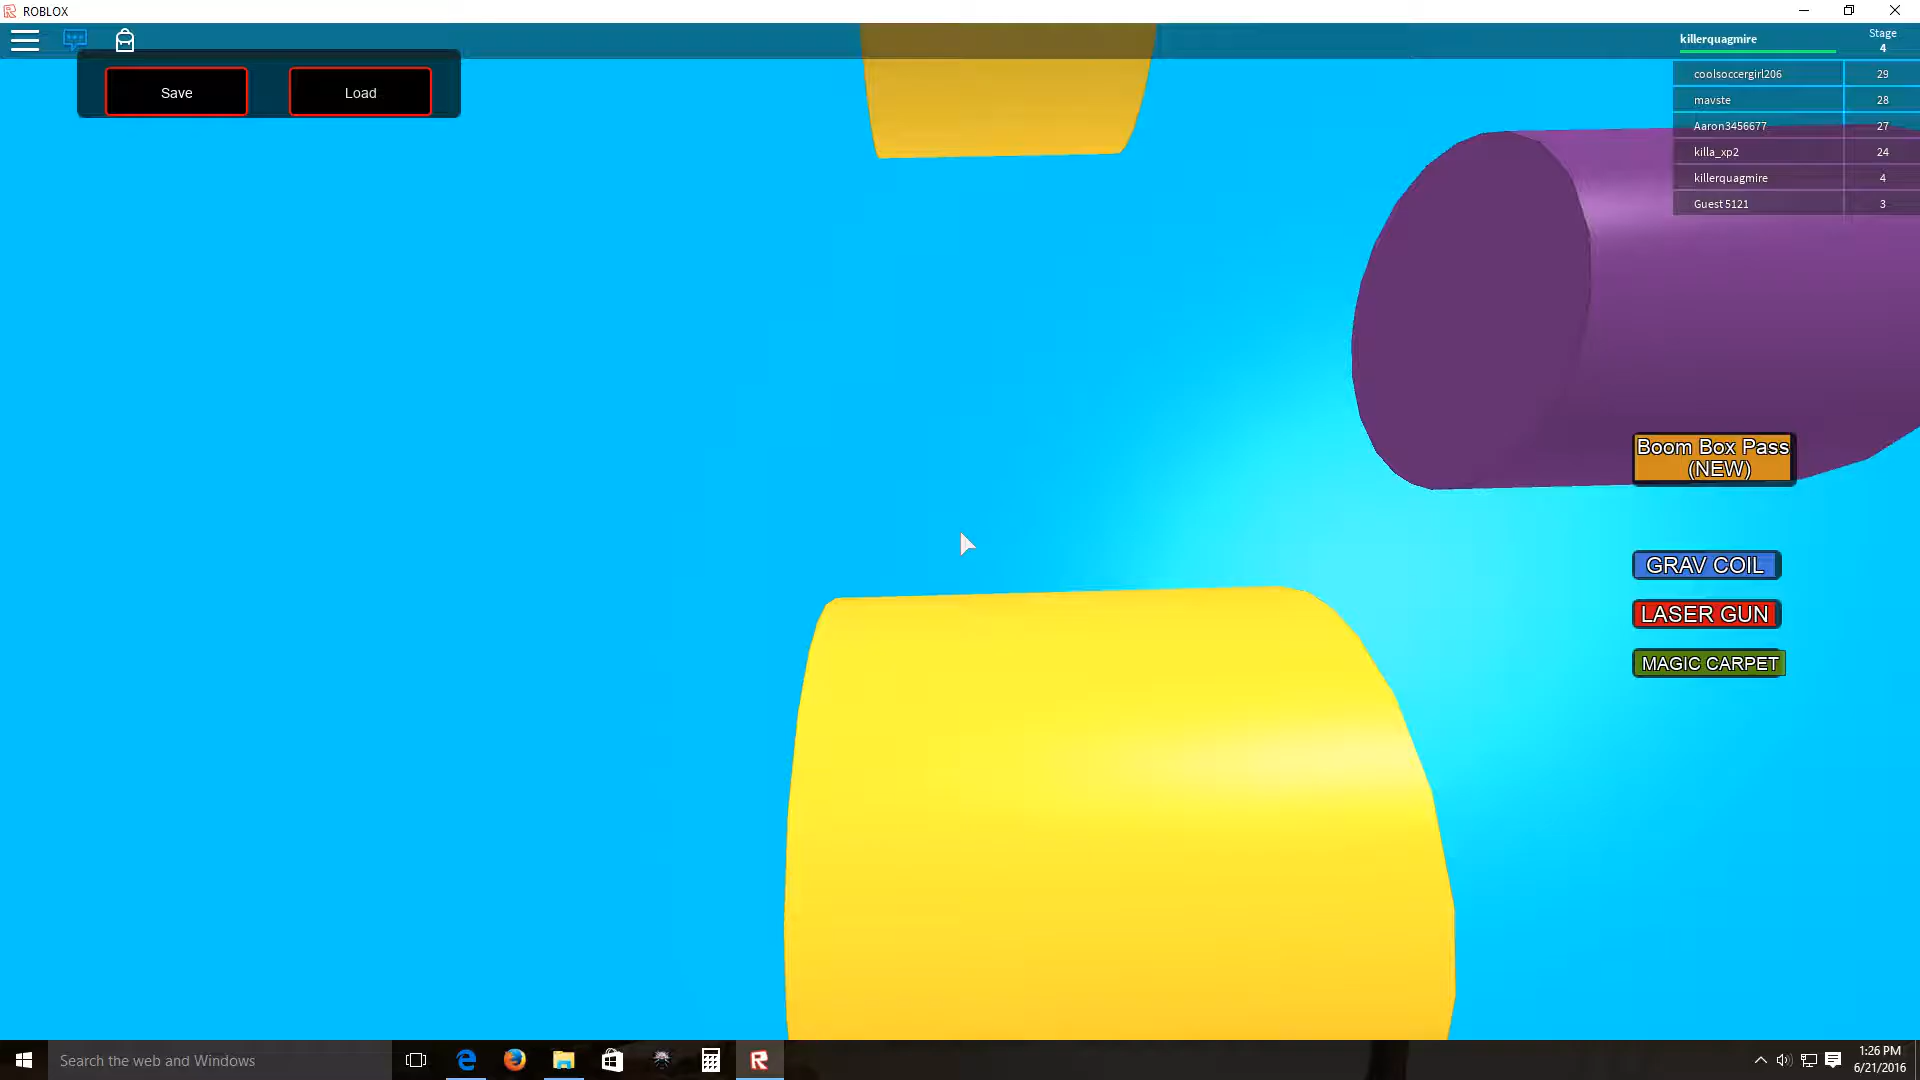 ROBLOX
Save
Load
killerquagmire
Stage
4
coolsoccergirl206 29
mavste 28
Aaron3456677 27
killa_xp2 24
killerquagmire 4
Guest 5121 3
Boom Box Pass
(NEW)
GRAV COIL
LASER GUN
MAGIC CARPET
Search the web and Windows
1:26 PM
6/21/2016